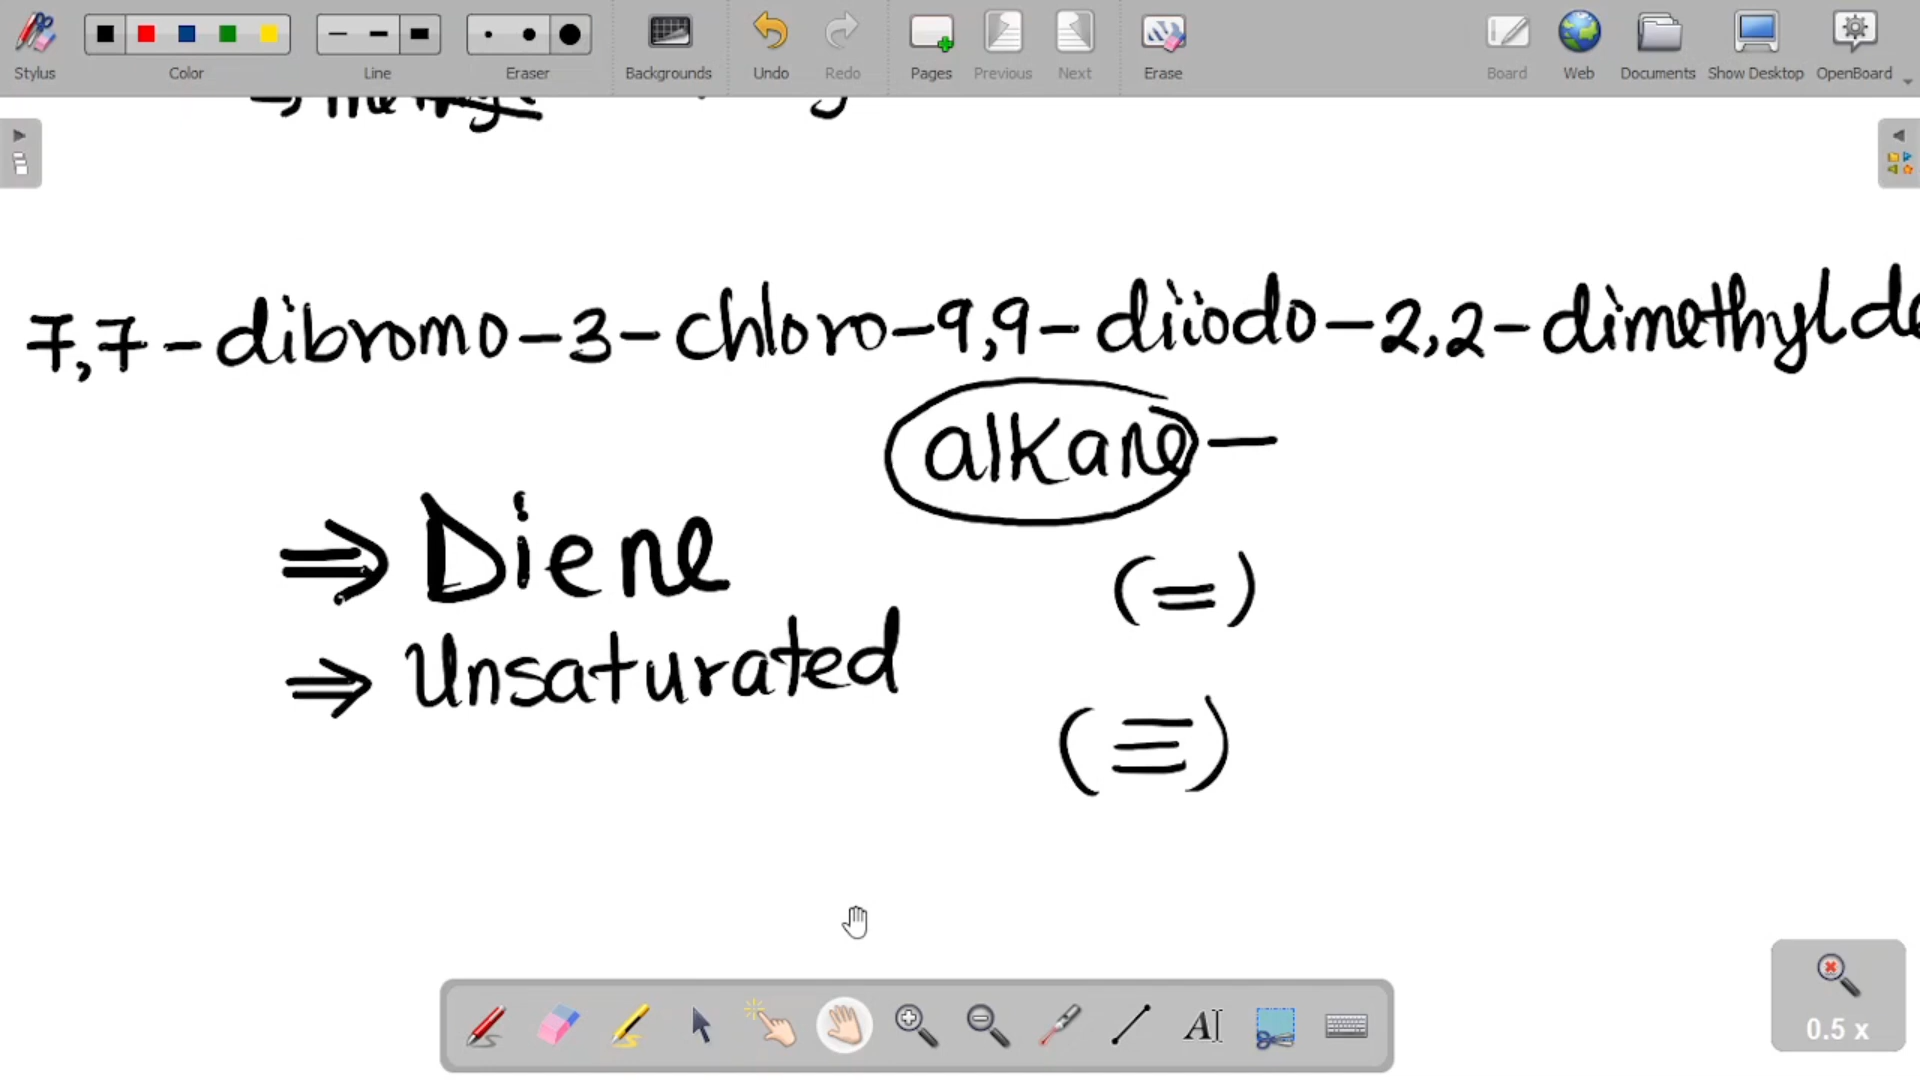 Stylus Color Line Eraser Backgrounds Undo Redo Pages Previous Next Erase Board Web Documents Show Desktop OpenBoard
7,7-dibromo-3-chloro-9,9-diiodo-2,2-dimethylde
alkane —
⇒ Diene
(=)
⇒ Unsaturated
(≡)
0.5 x